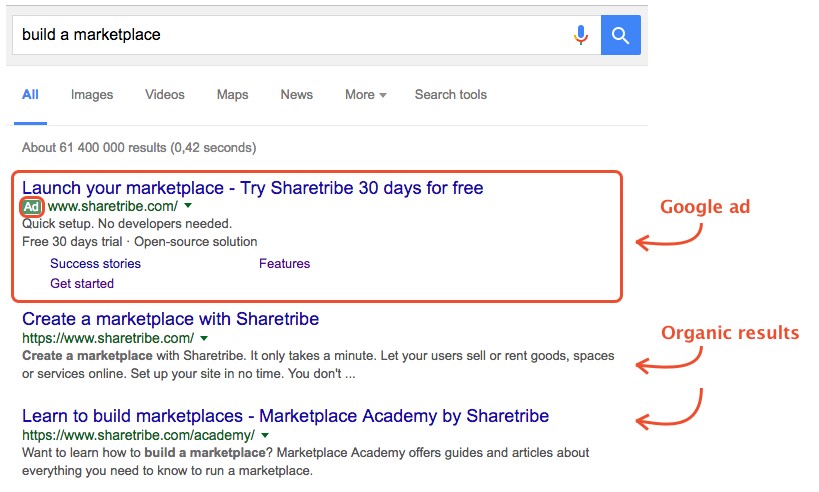 build a marketplace
All Images Videos Maps News More Search tools
About 61 400 000 results (0,42 seconds)
Launch your marketplace - Try Sharetribe 30 days for free
Ad www.sharetribe.com/
Quick setup. No developers needed.
Free 30 days trial · Open-source solution
Success stories Features
Get started
Google ad
Create a marketplace with Sharetribe
https://www.sharetribe.com/
Create a marketplace with Sharetribe. It only takes a minute. Let your users sell or rent goods, spaces
or services online. Set up your site in no time. You don't ...
Organic results
Learn to build marketplaces - Marketplace Academy by Sharetribe
https://www.sharetribe.com/academy/
Want to learn how to build a marketplace? Marketplace Academy offers guides and articles about
everything you need to know to run a marketplace.